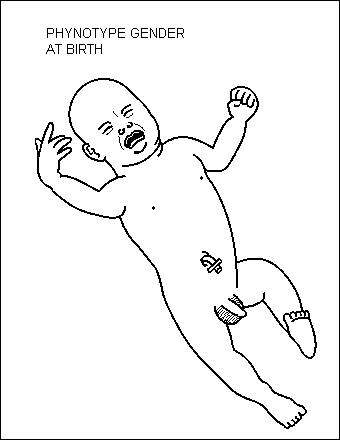 PHYNOTYPE GENDER
AT BIRTH